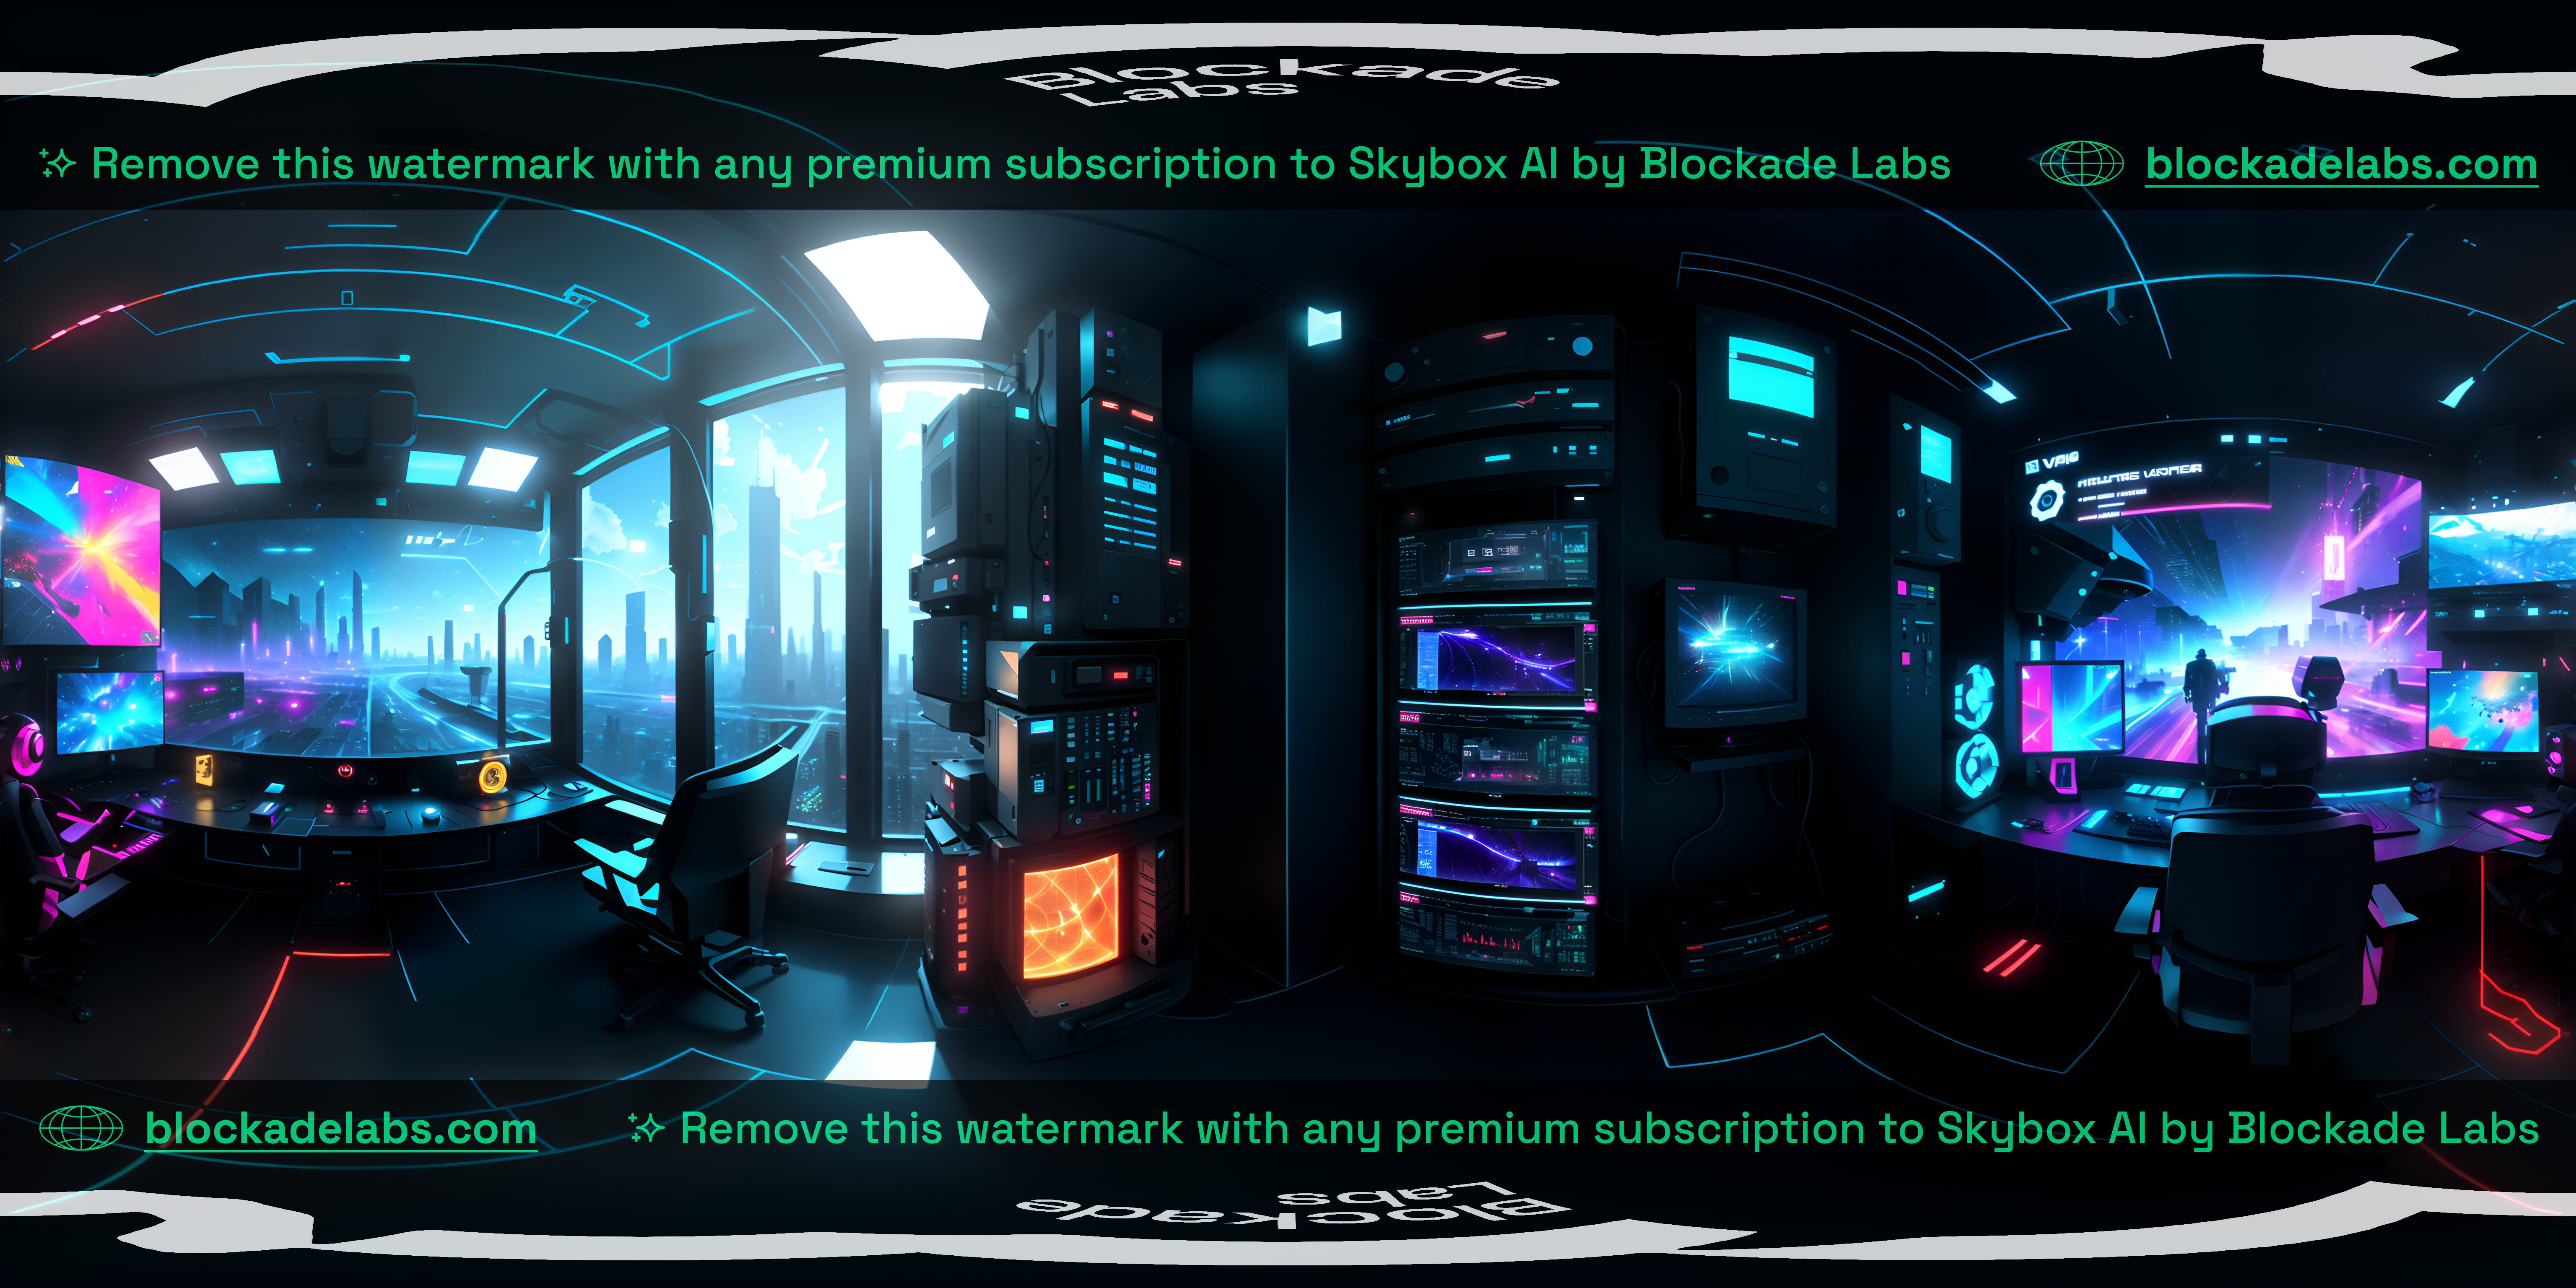 Blockade
Labs
Remove this watermark with any premium subscription to Skybox AI by Blockade Labs
blockadelabs.com
blockadelabs.com
Remove this watermark with any premium subscription to Skybox AI by Blockade Labs
Blockade
Labs